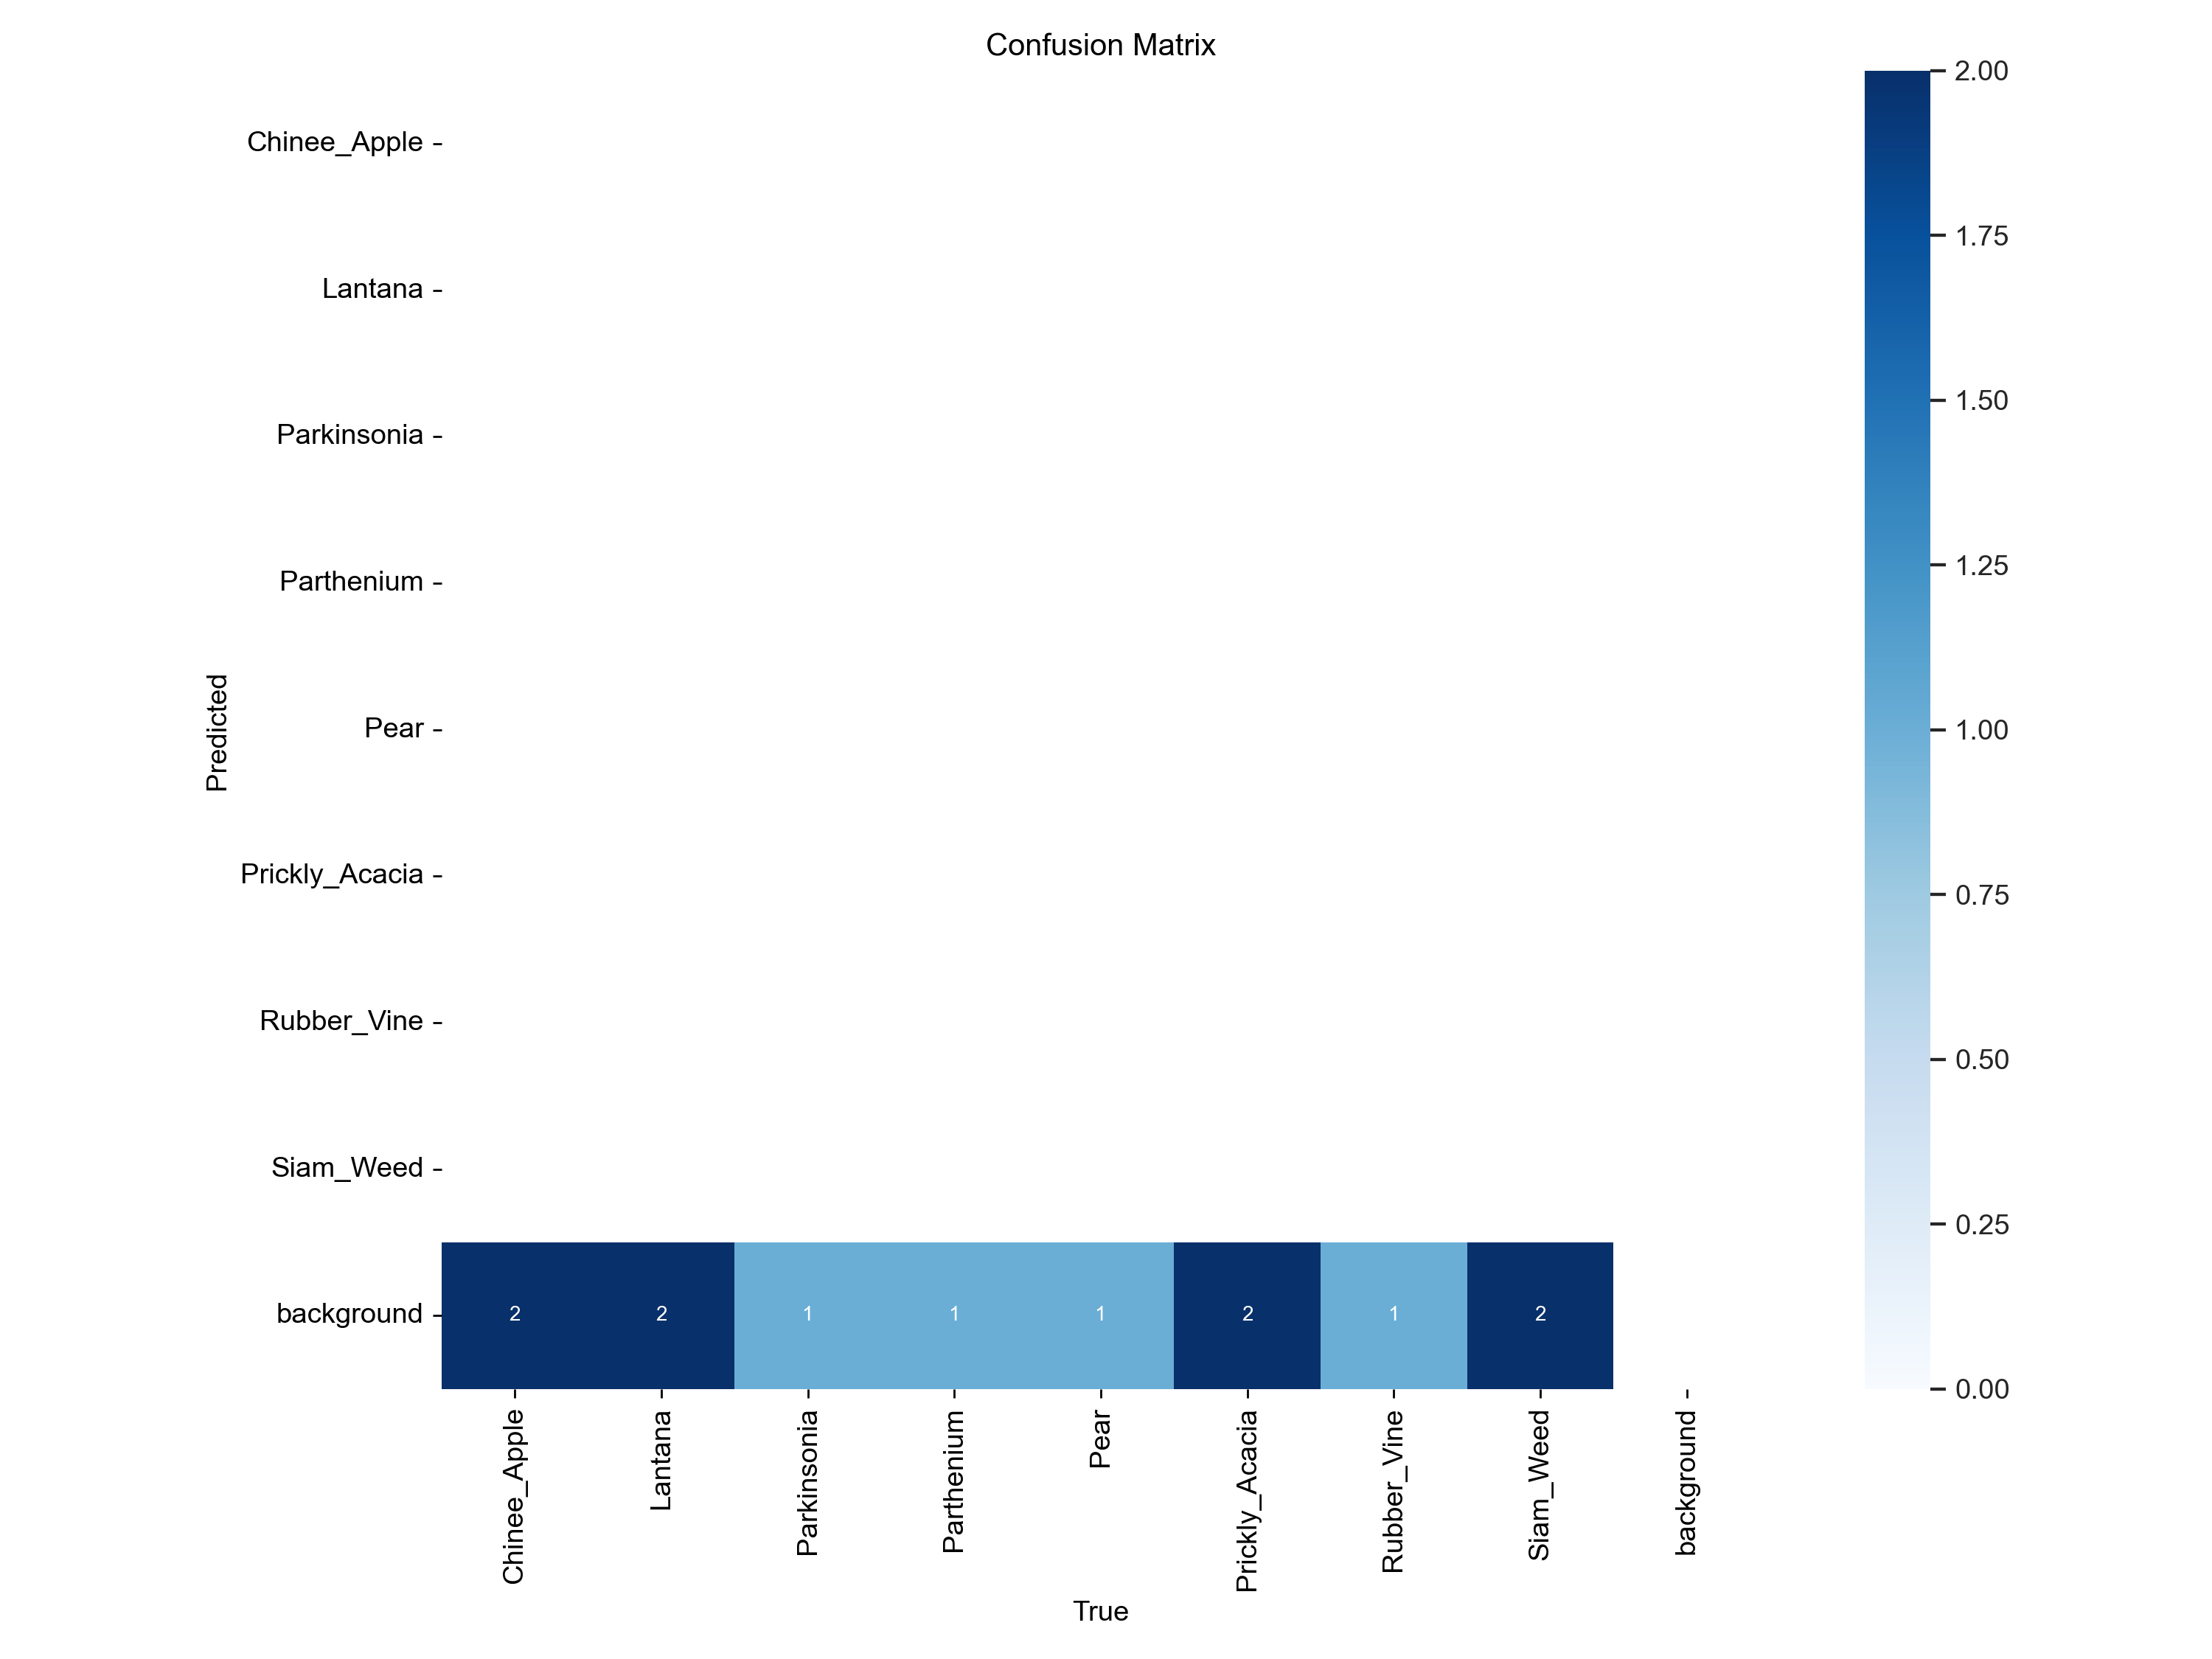 Confusion Matrix
Predicted
Chinee_Apple
Lantana
Parkinsonia
Parthenium
Pear
Prickly_Acacia
Rubber_Vine
Siam_Weed
background
2 2 1 1 1 2 1 2
Chinee_Apple
Lantana
Parkinsonia
Parthenium
Pear
Prickly_Acacia
Rubber_Vine
Siam_Weed
background
True
2.00
1.75
1.50
1.25
1.00
0.75
0.50
0.25
0.00